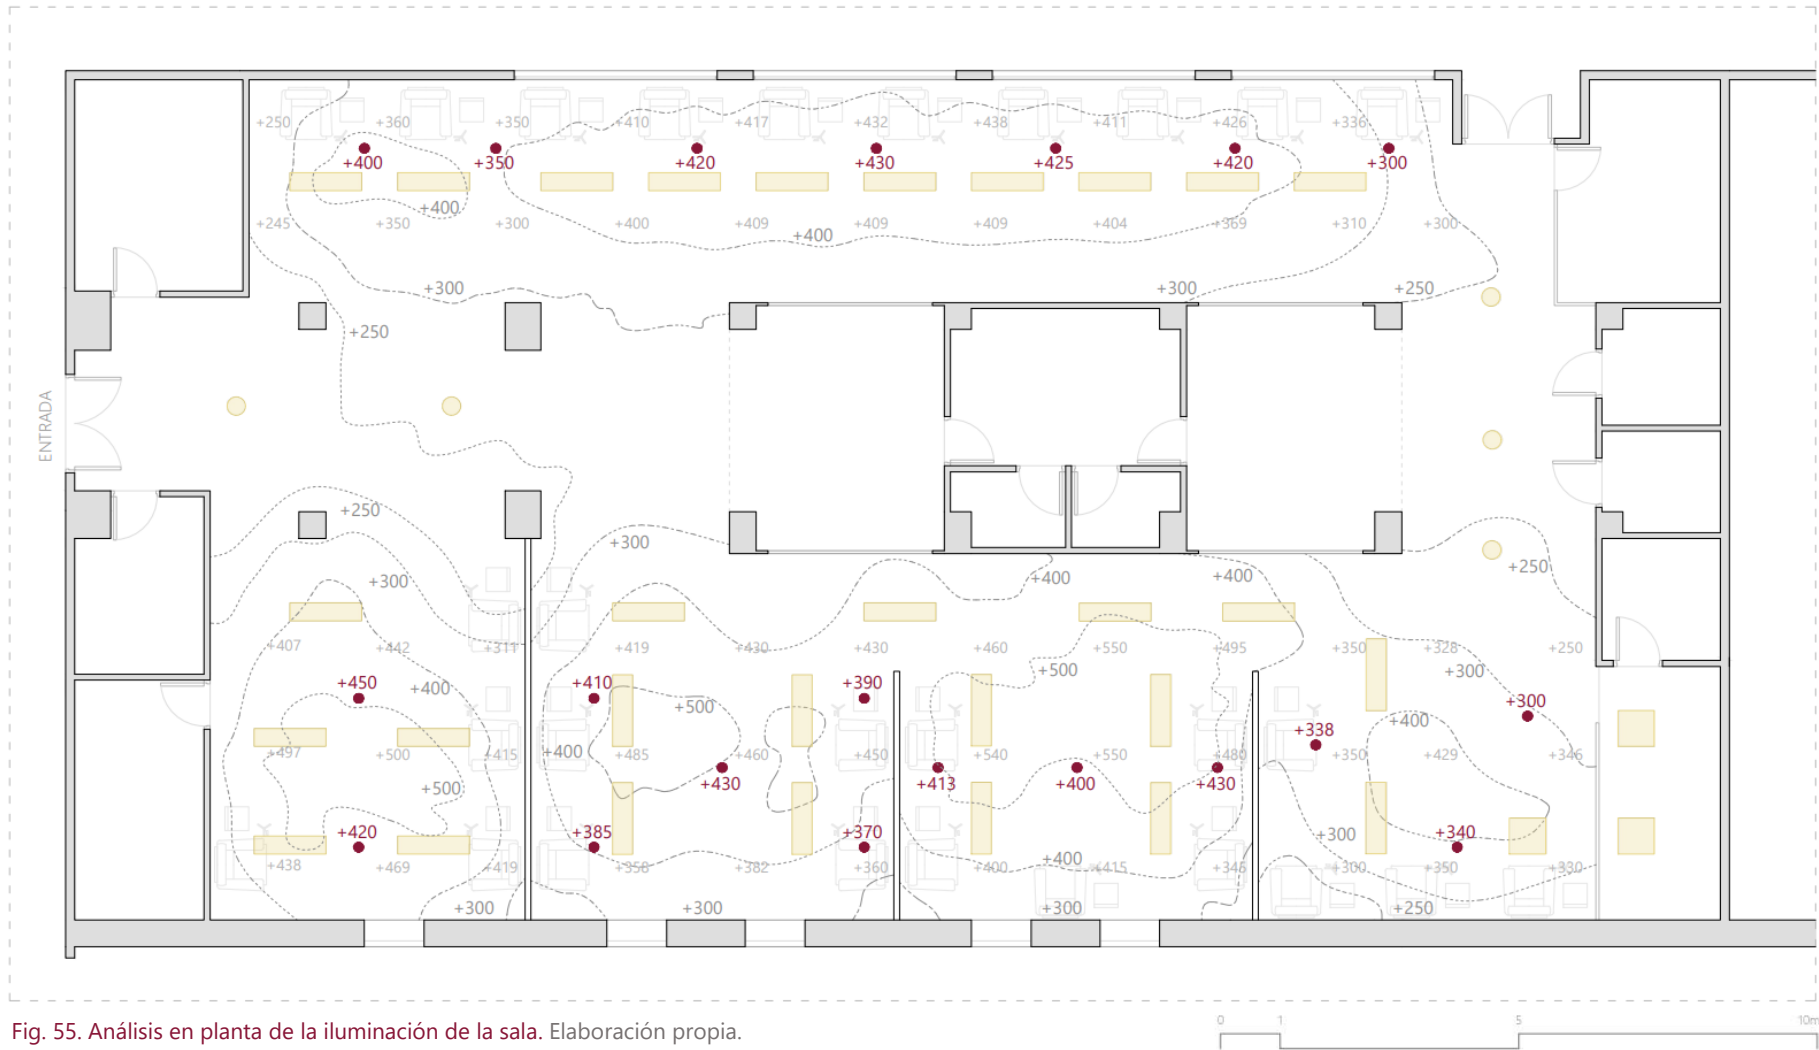 +250 +360 +350 +410 +417 +432 +438 +411 +426 +336
+400 +350 +420 +430 +425 +420 +300
+400
+245 +350 +300 +400 +409 +409 +409 +404 +369 +310 +300
+400
+300 +300 +250
+250
ENTRADA
+250
+300
+250
+300 +400 +400
+407 +442 +311 +419 +430 +430 +460 +550 +495 +350 +328 +250
+500 +300
+450 +400 +410 +390
+500 +300
+400
+338
+497 +500 +415 +400 +485 +460 +450 +540 +550 +480 +350 +429 +346
+500 +430 +413 +400 +430
+420 +385 +370 +300 +340
+438 +469 +419 +358 +382 +360 +400 +400 +415 +345 +300 +350 +330
+300 +300 +300 +250
Fig. 55. Análisis en planta de la iluminación de la sala. Elaboración propia.
0 1 5 10m